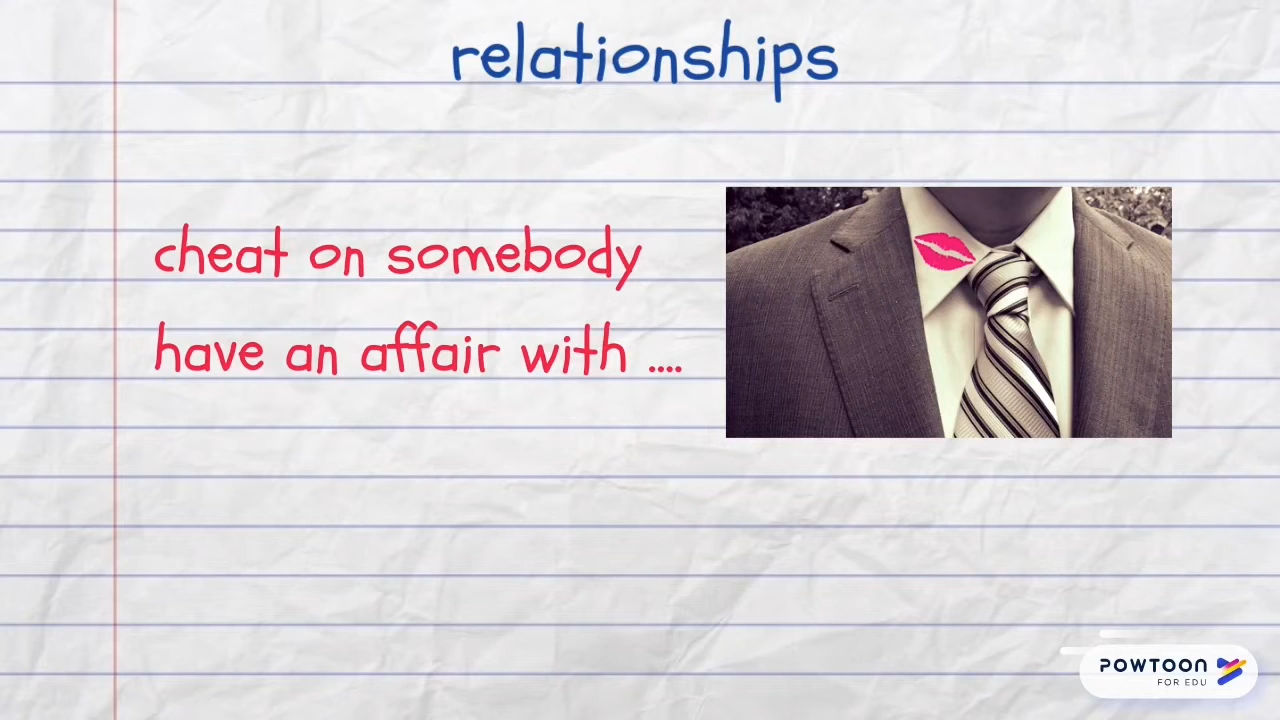 relationships
cheat on somebody
have an affair with ....
POWTOON
FOR EDU